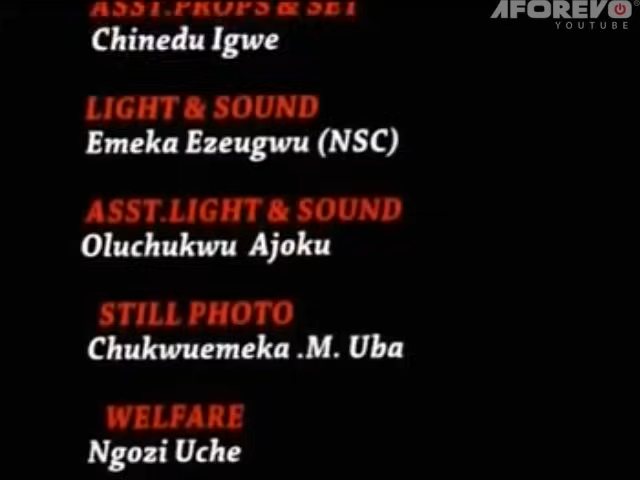 AFOREVO
YOUTUBE
ASST.PROPS & SET
Chinedu Igwe
LIGHT & SOUND
Emeka Ezeugwu (NSC)
ASST.LIGHT & SOUND
Oluchukwu Ajoku
STILL PHOTO
Chukwuemeka .M. Uba
WELFARE
Ngozi Uche